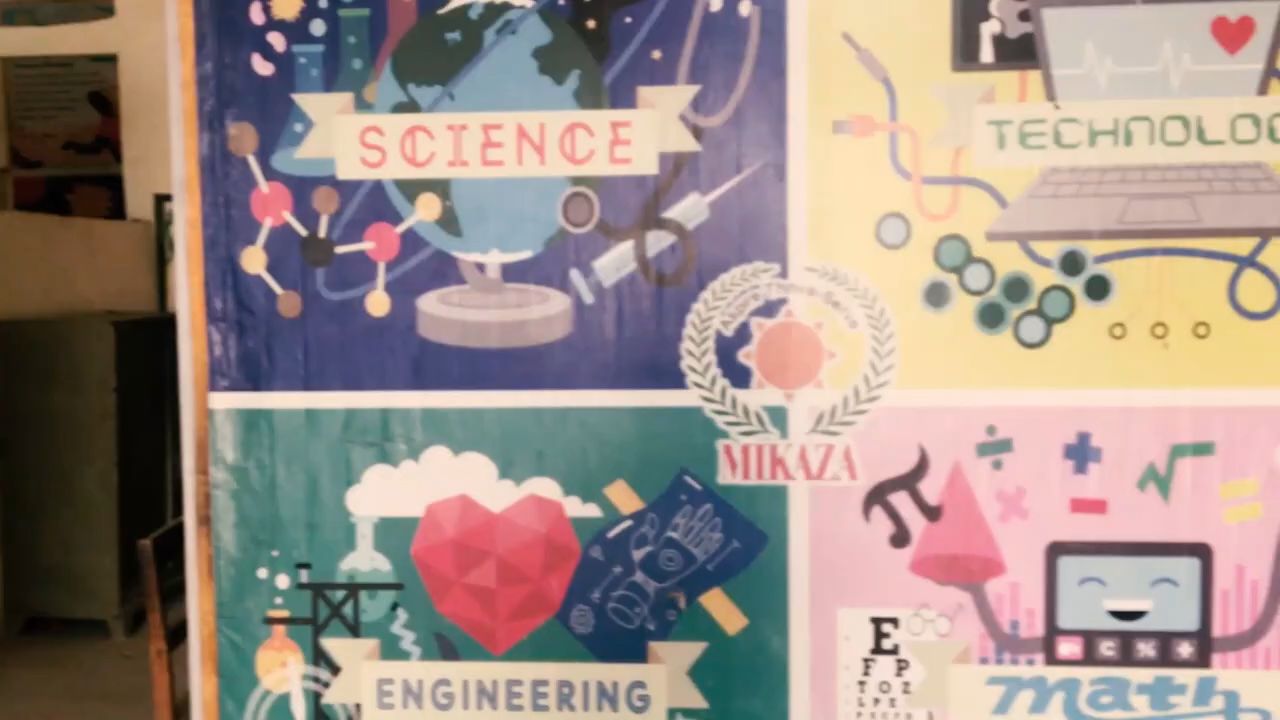 SCIENCE
TECHNOLOG
MIKAZA
π
E
F P
T O Z
L P E
ENGINEERING
math